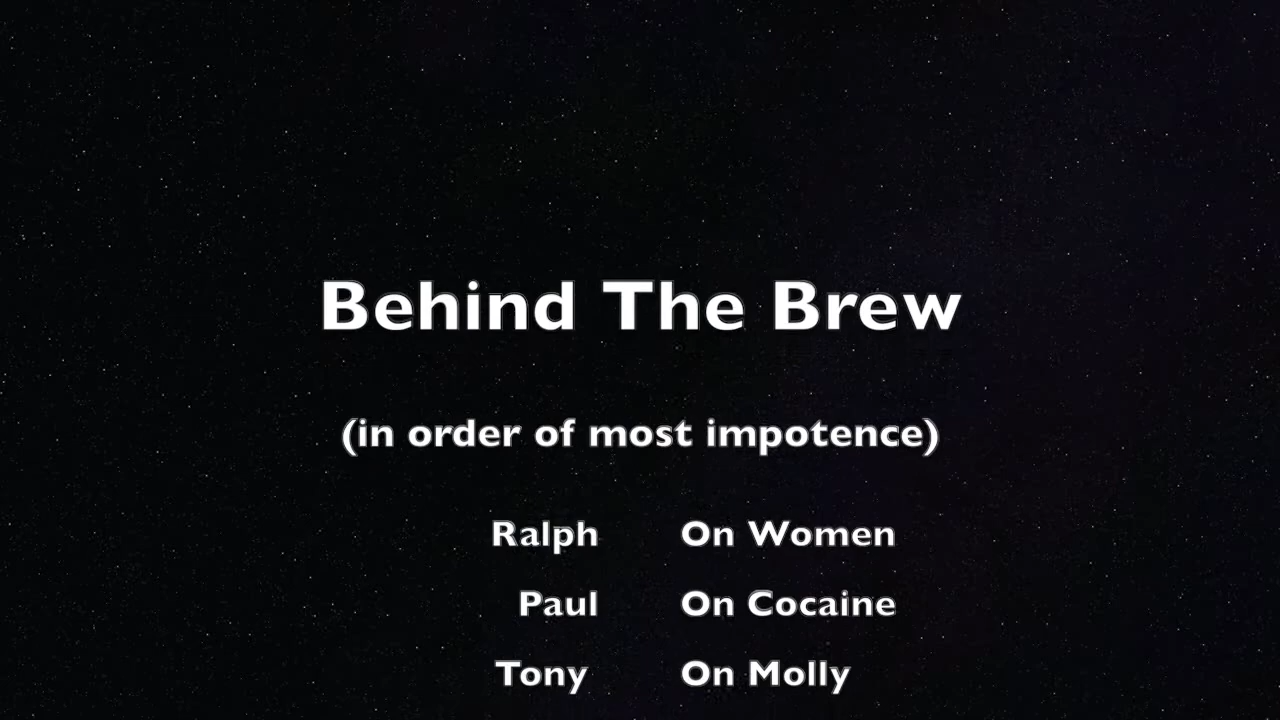 Behind The Brew
(in order of most impotence)
Ralph On Women
Paul On Cocaine
Tony On Molly